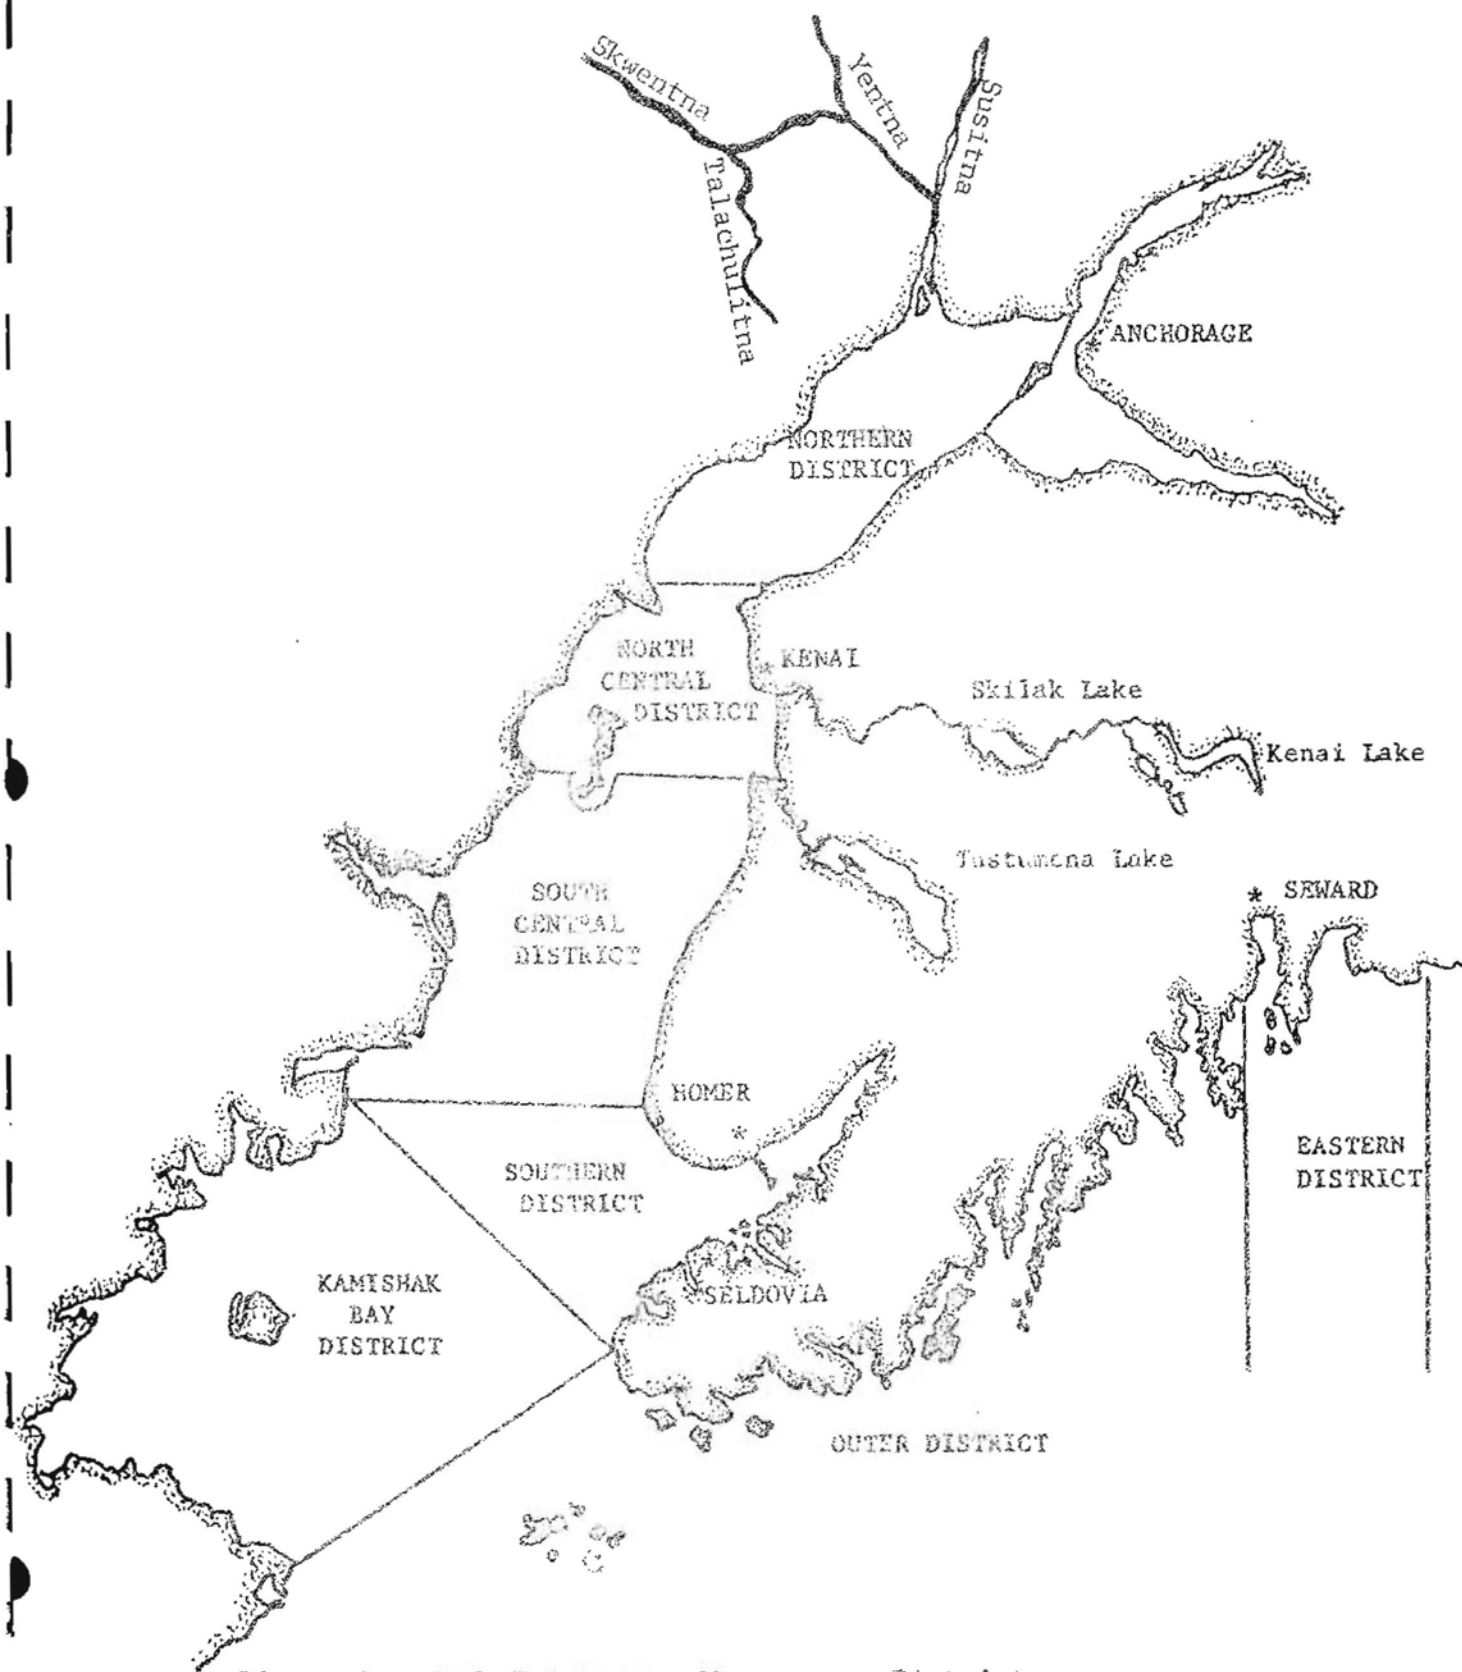 Skwentna
Yentna
Susitna
Talachulitna
* ANCHORAGE
NORTHERN
DISTRICT
NORTH
CENTRAL
DISTRICT
* KENAI
Skilak Lake
Kenai Lake
Tustumena Lake
SOUTH
CENTRAL
DISTRICT
* SEWARD
HOMER
*
SOUTHERN
DISTRICT
EASTERN
DISTRICT
KAMISHAK
BAY
DISTRICT
*SELDOVIA
OUTER DISTRICT